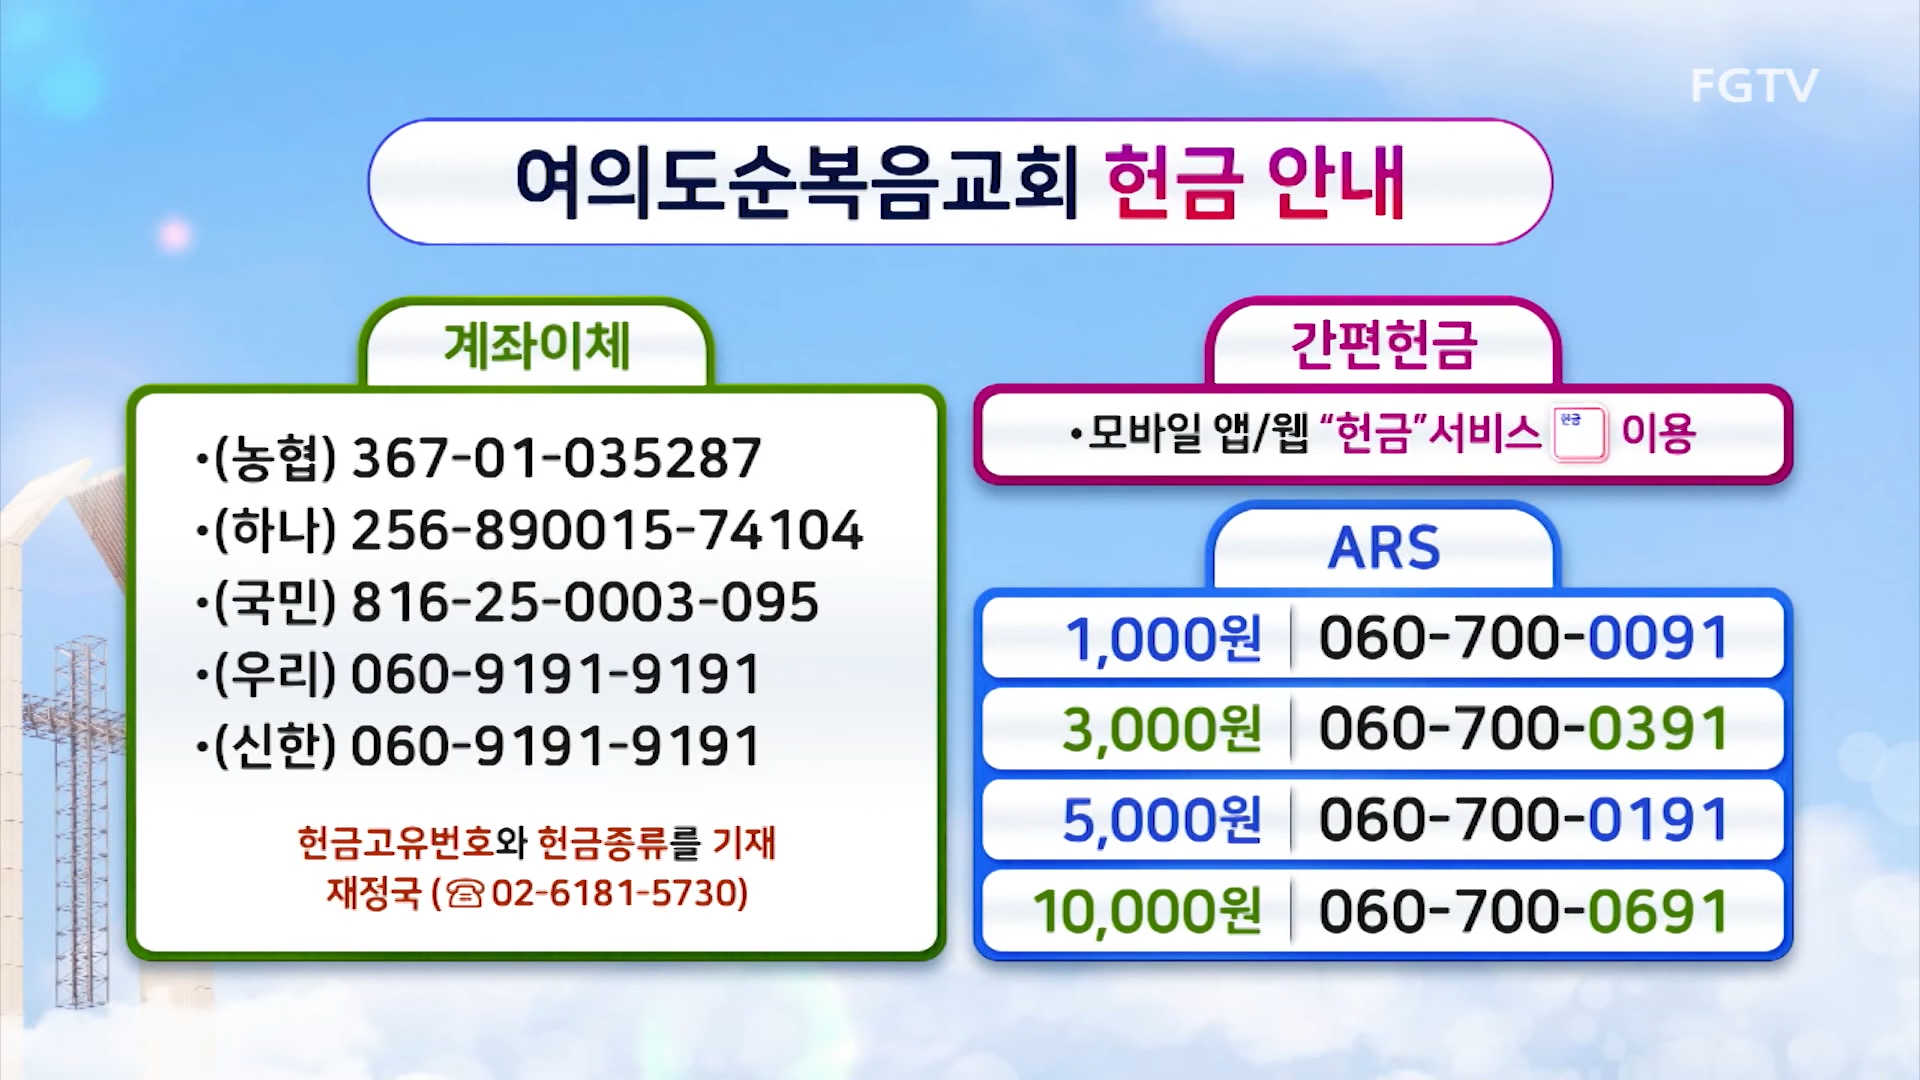 FGTV
여의도순복음교회 헌금 안내
계좌이체
•(농협) 367-01-035287
•(하나) 256-890015-74104
•(국민) 816-25-0003-095
•(우리) 060-9191-9191
•(신한) 060-9191-9191
헌금고유번호와 헌금종류를 기재
재정국 (☏02-6181-5730)
간편헌금
•모바일 앱/웹 “헌금”서비스 헌금 이용
ARS
1,000원 060-700-0091
3,000원 060-700-0391
5,000원 060-700-0191
10,000원 060-700-0691